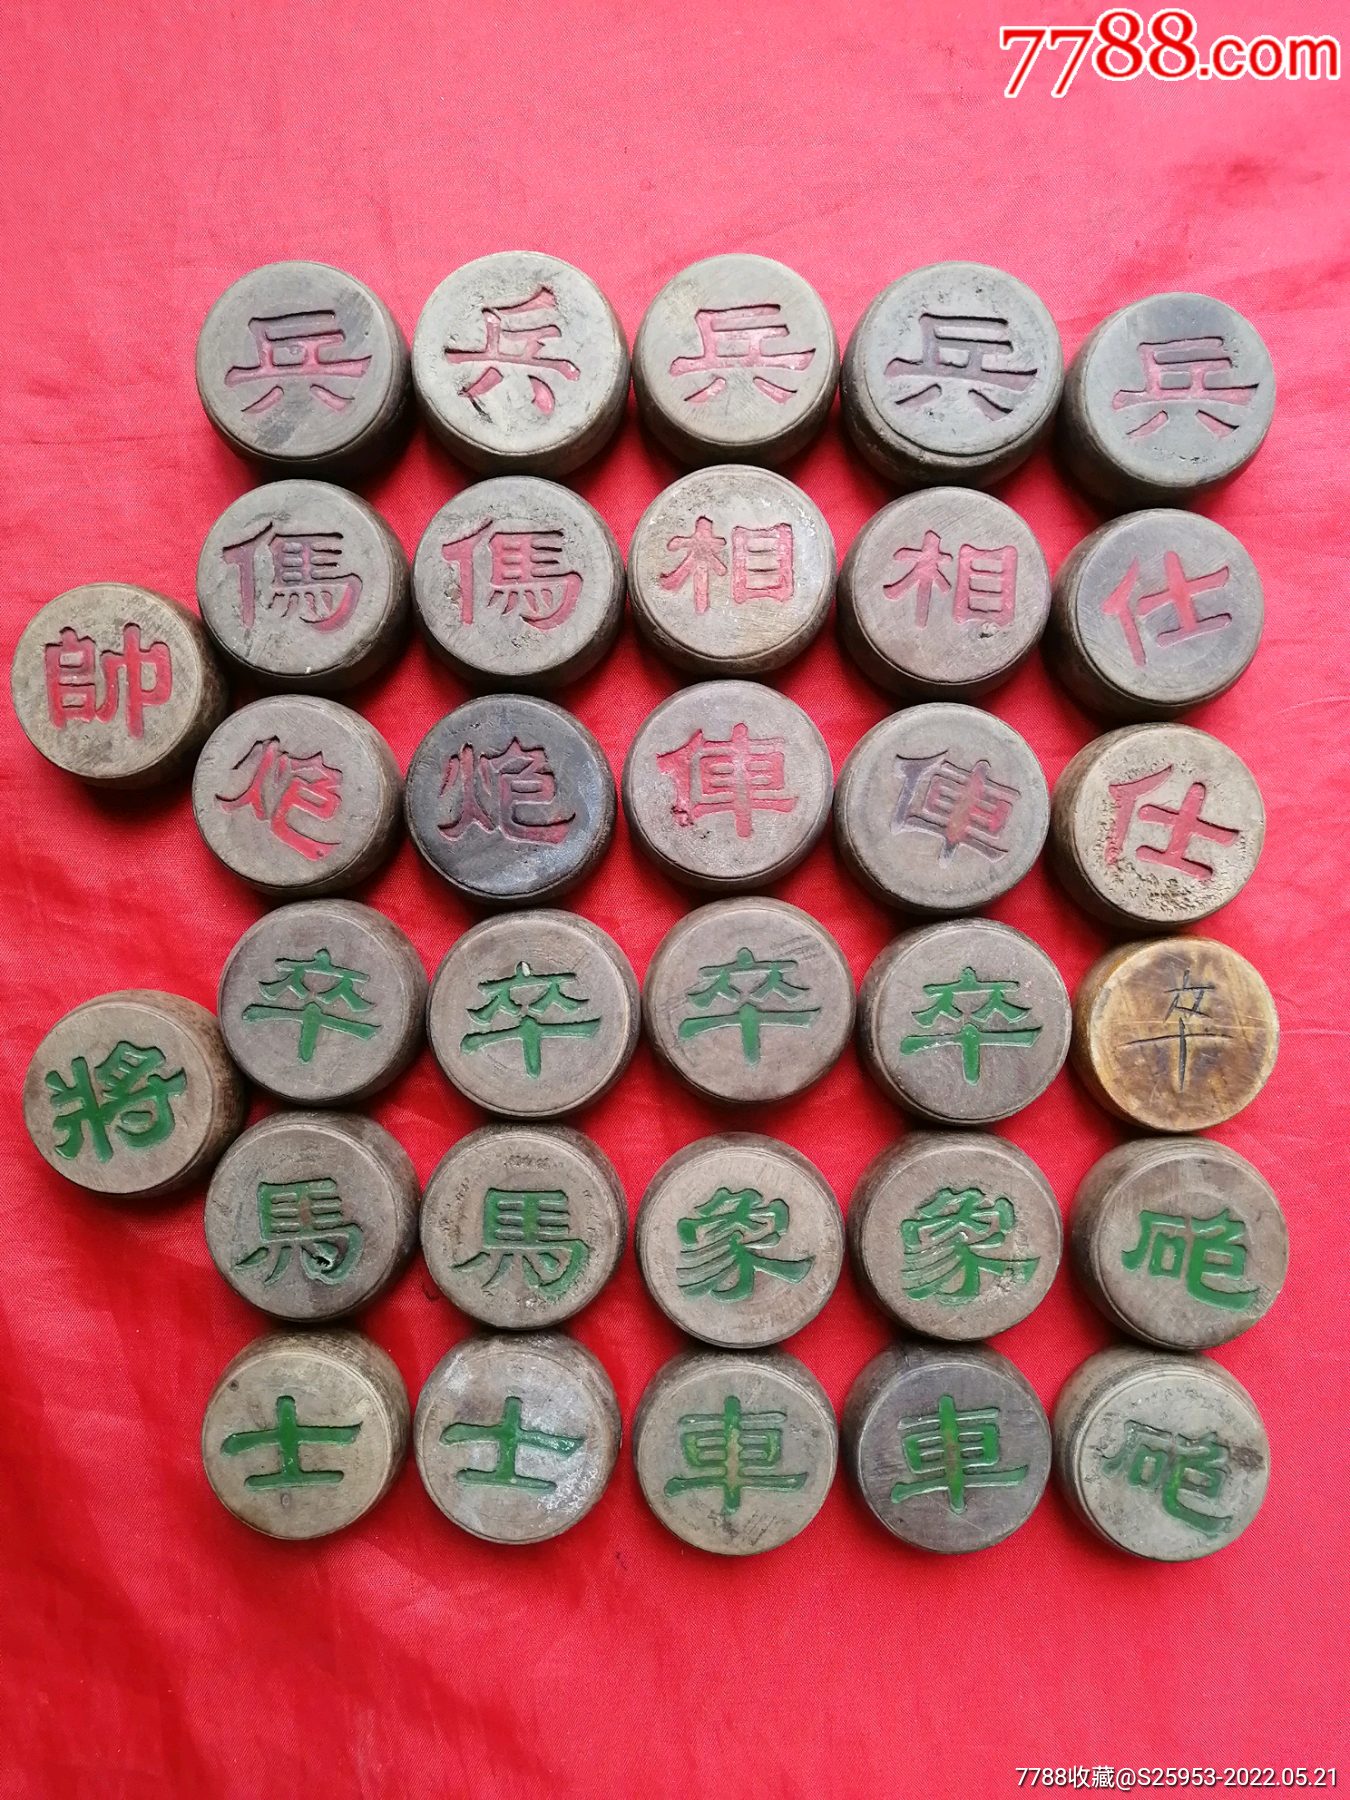 7788.com
兵 兵 兵 兵 兵
傌 傌 相 相 仕
帥
炮 炮 俥 俥 仕
卒 卒 卒 卒 卒
將
馬 馬 象 象 砲
士 士 車 車 砲
7788收藏@S25953-2022.05.21